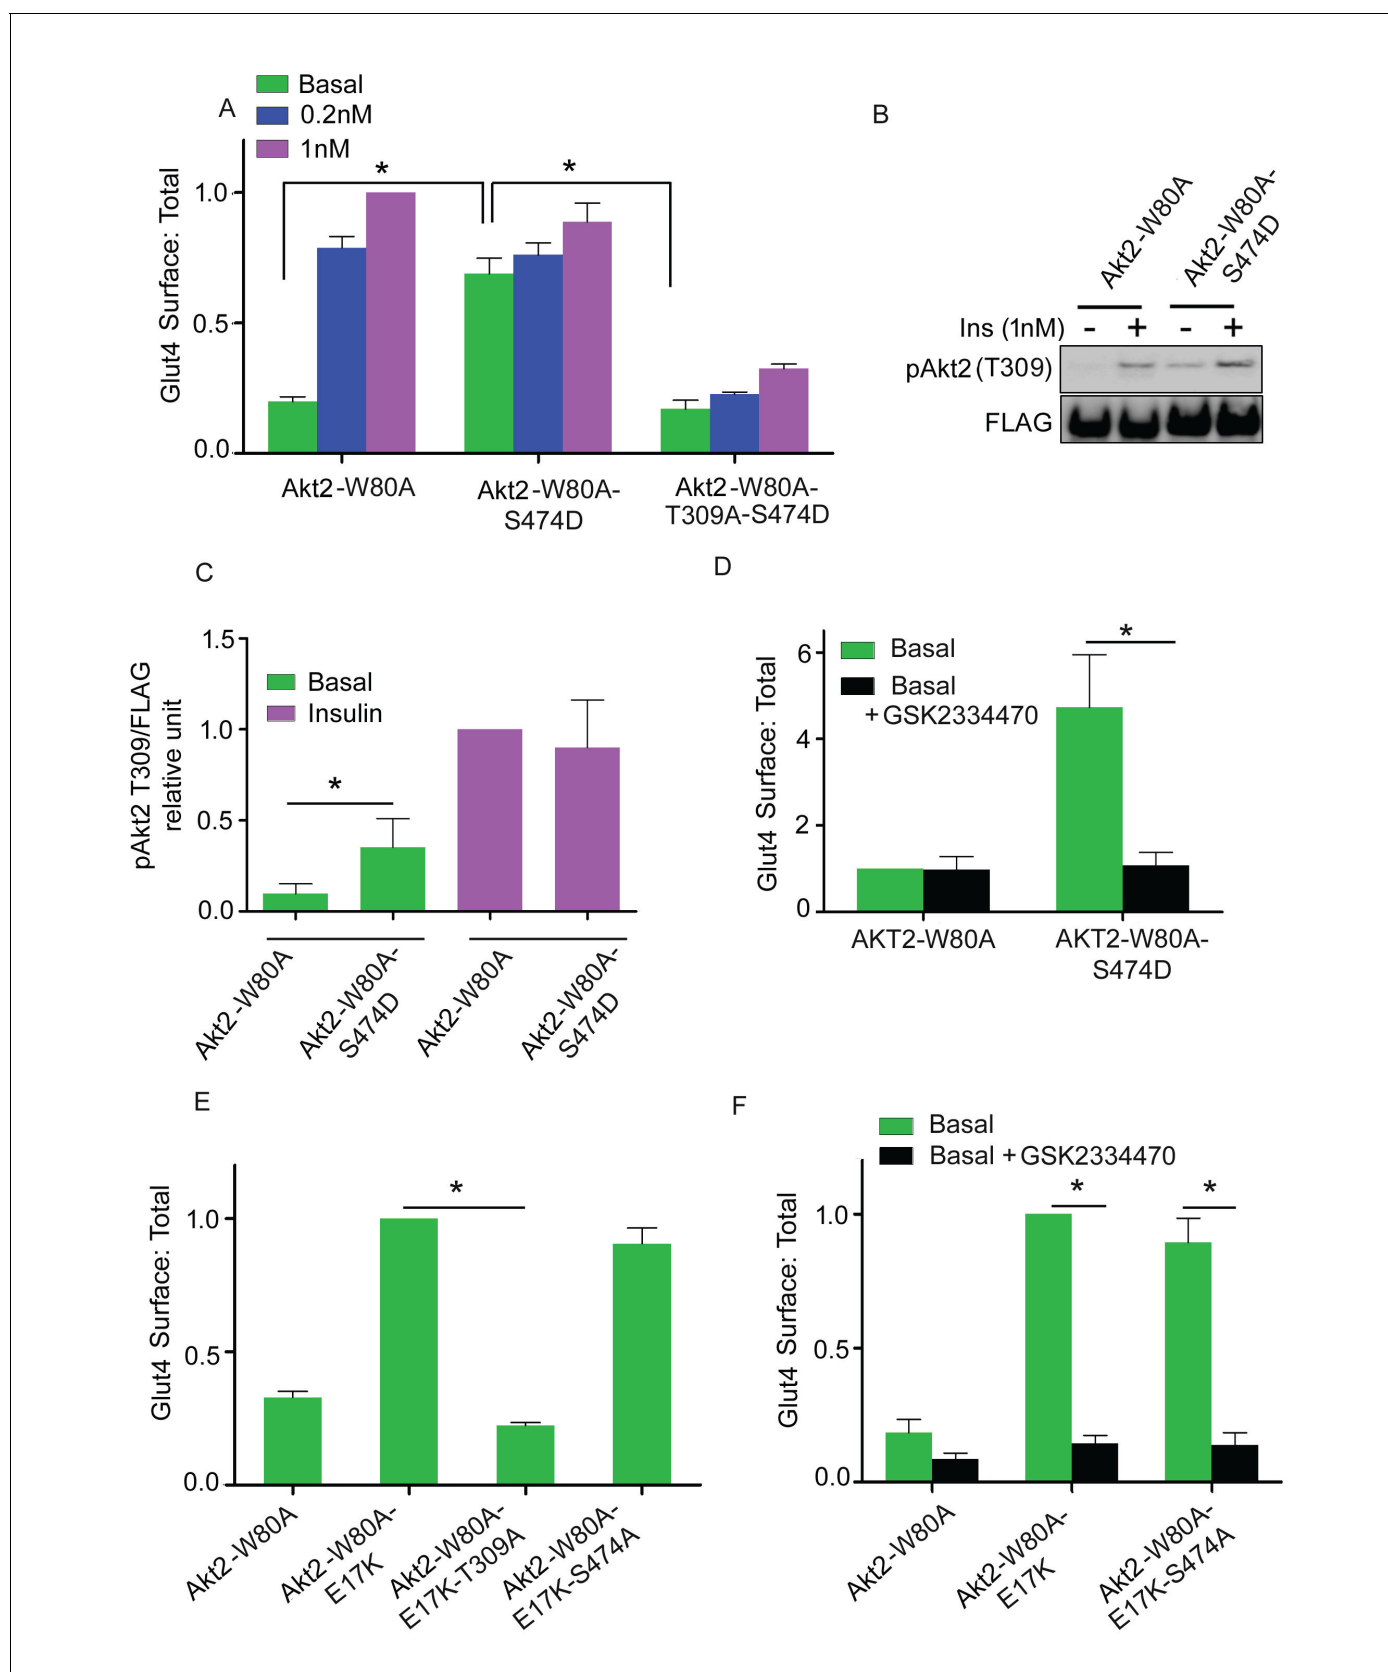 A
Basal
0.2nM
1nM
Glut4 Surface: Total
1.0
0.5
0.0
*
*
Akt2-W80A
Akt2-W80A-
S474D
Akt2-W80A-
T309A-S474D
B
Akt2-W80A
Akt2-W80A-
S474D
Ins (1nM) - + - +
pAkt2 (T309)
FLAG
C
pAkt2 T309/FLAG
relative unit
1.5
1.0
0.5
0.0
Basal
Insulin
*
Akt2-W80A
Akt2-W80A-
S474D
Akt2-W80A
Akt2-W80A-
S474D
D
Glut4 Surface: Total
6
4
2
0
Basal
Basal
+GSK2334470
*
AKT2-W80A
AKT2-W80A-
S474D
E
Glut4 Surface: Total
1.0
0.5
0.0
*
Akt2-W80A
Akt2-W80A-
E17K
Akt2-W80A-
E17K-T309A
Akt2-W80A-
E17K-S474A
F
Basal
Basal +GSK2334470
Glut4 Surface: Total
1.0
0.5
0.0
*
*
Akt2-W80A
Akt2-W80A-
E17K
Akt2-W80A-
E17K-S474A